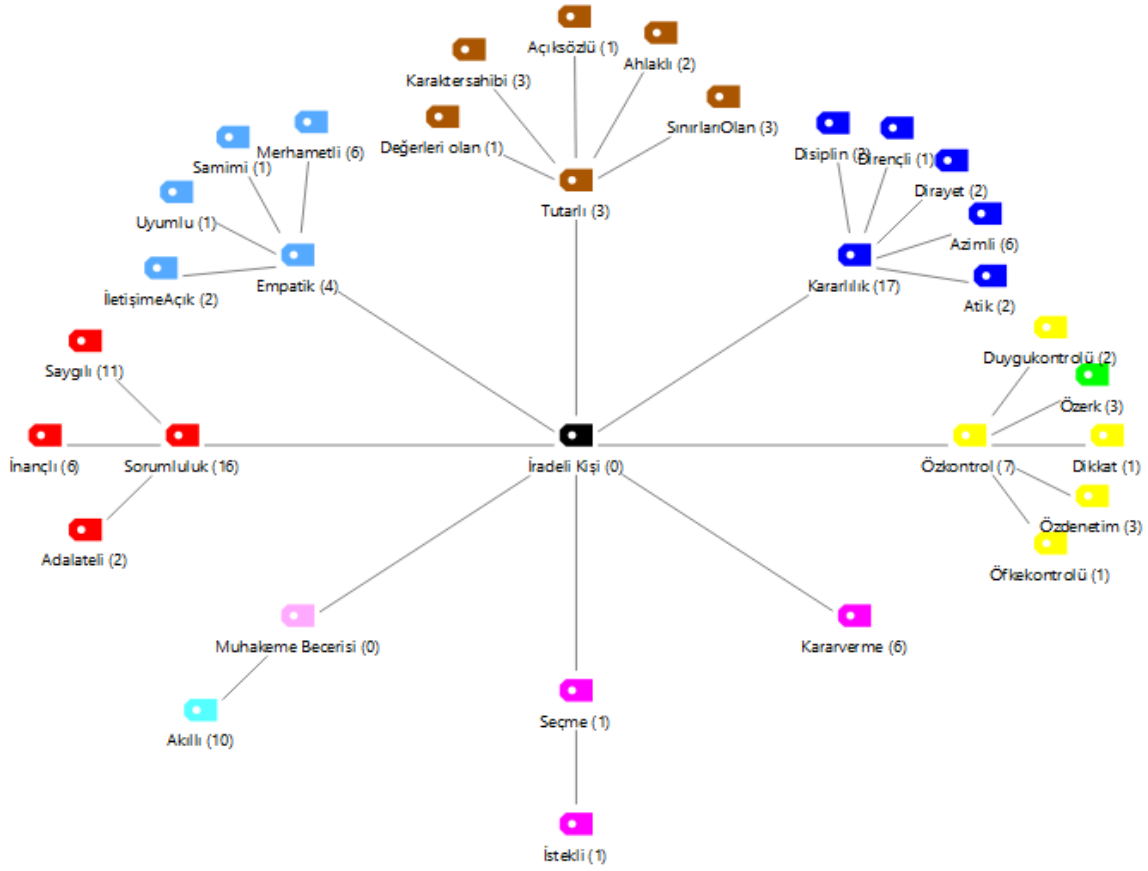 Açıksözlü (1)
Ahlaklı (2)
Karaktersahibi (3)
SınırlarıOlan (3)
Değerleri olan (1)
Merhametli (6)
Samimi (1)
Disiplin (3)
Dirençli (1)
Dirayet (2)
Tutarlı (3)
Uyumlu (1)
Azimli (6)
İletişimeAçık (2)
Empatik (4)
Kararlılık (17)
Atik (2)
Saygılı (11)
Duygukontrolü (2)
Özerk (3)
İnançlı (6)
Sorumluluk (16)
İradeli Kişi (0)
Özkontrol (7)
Dikkat (1)
Özdenetim (3)
Adalateli (2)
Öfkekontrolü (1)
Muhakeme Becerisi (0)
Kararverme (6)
Seçme (1)
Akıllı (10)
İstekli (1)